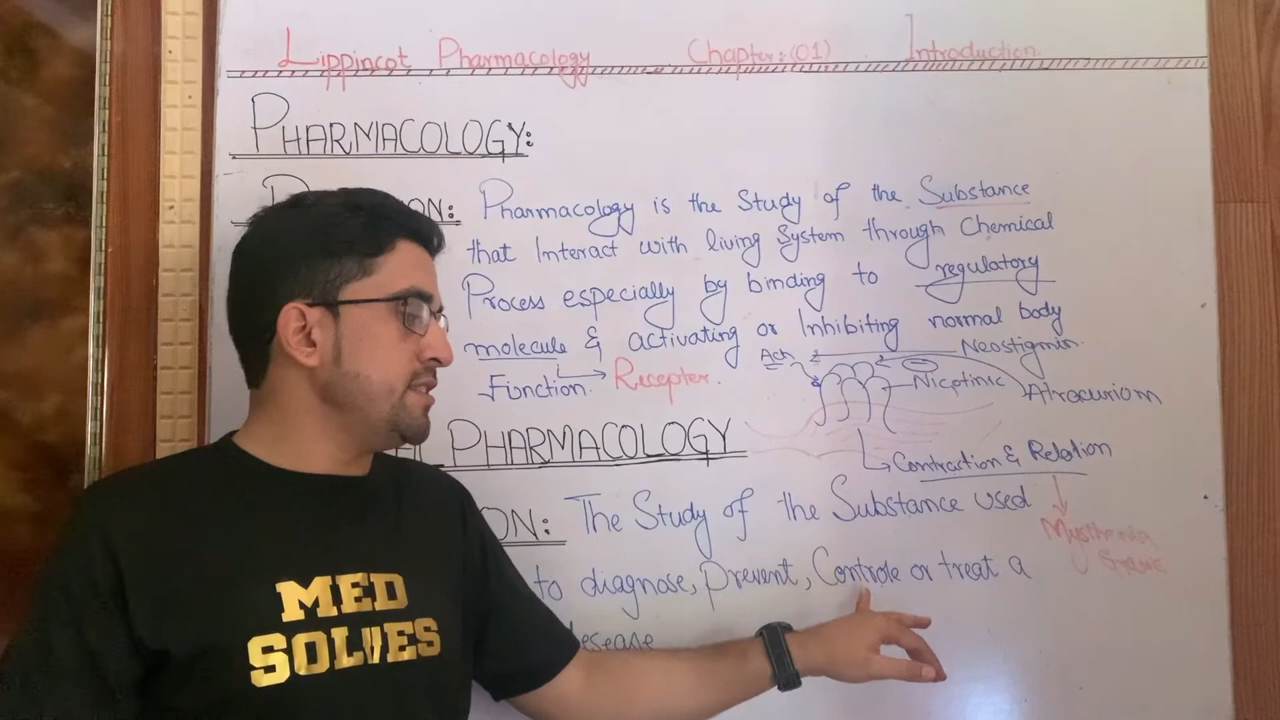 Lippincot Pharmacology Chapter:(01) Introduction
PHARMACOLOGY:
ON: Pharmacology is the Study of the Substance
that Interact with living System through Chemical
Process especially by binding to regulatory
molecule & activating or Inhibiting normal body
Function. Receptor.
Ach Neostigmin.
Nicotinic Atracurium
AL PHARMACOLOGY
Contraction & Relation
ON: The Study of the Substance used
to diagnose, prevent, Controle or treat a
desease
MED
SOLVES